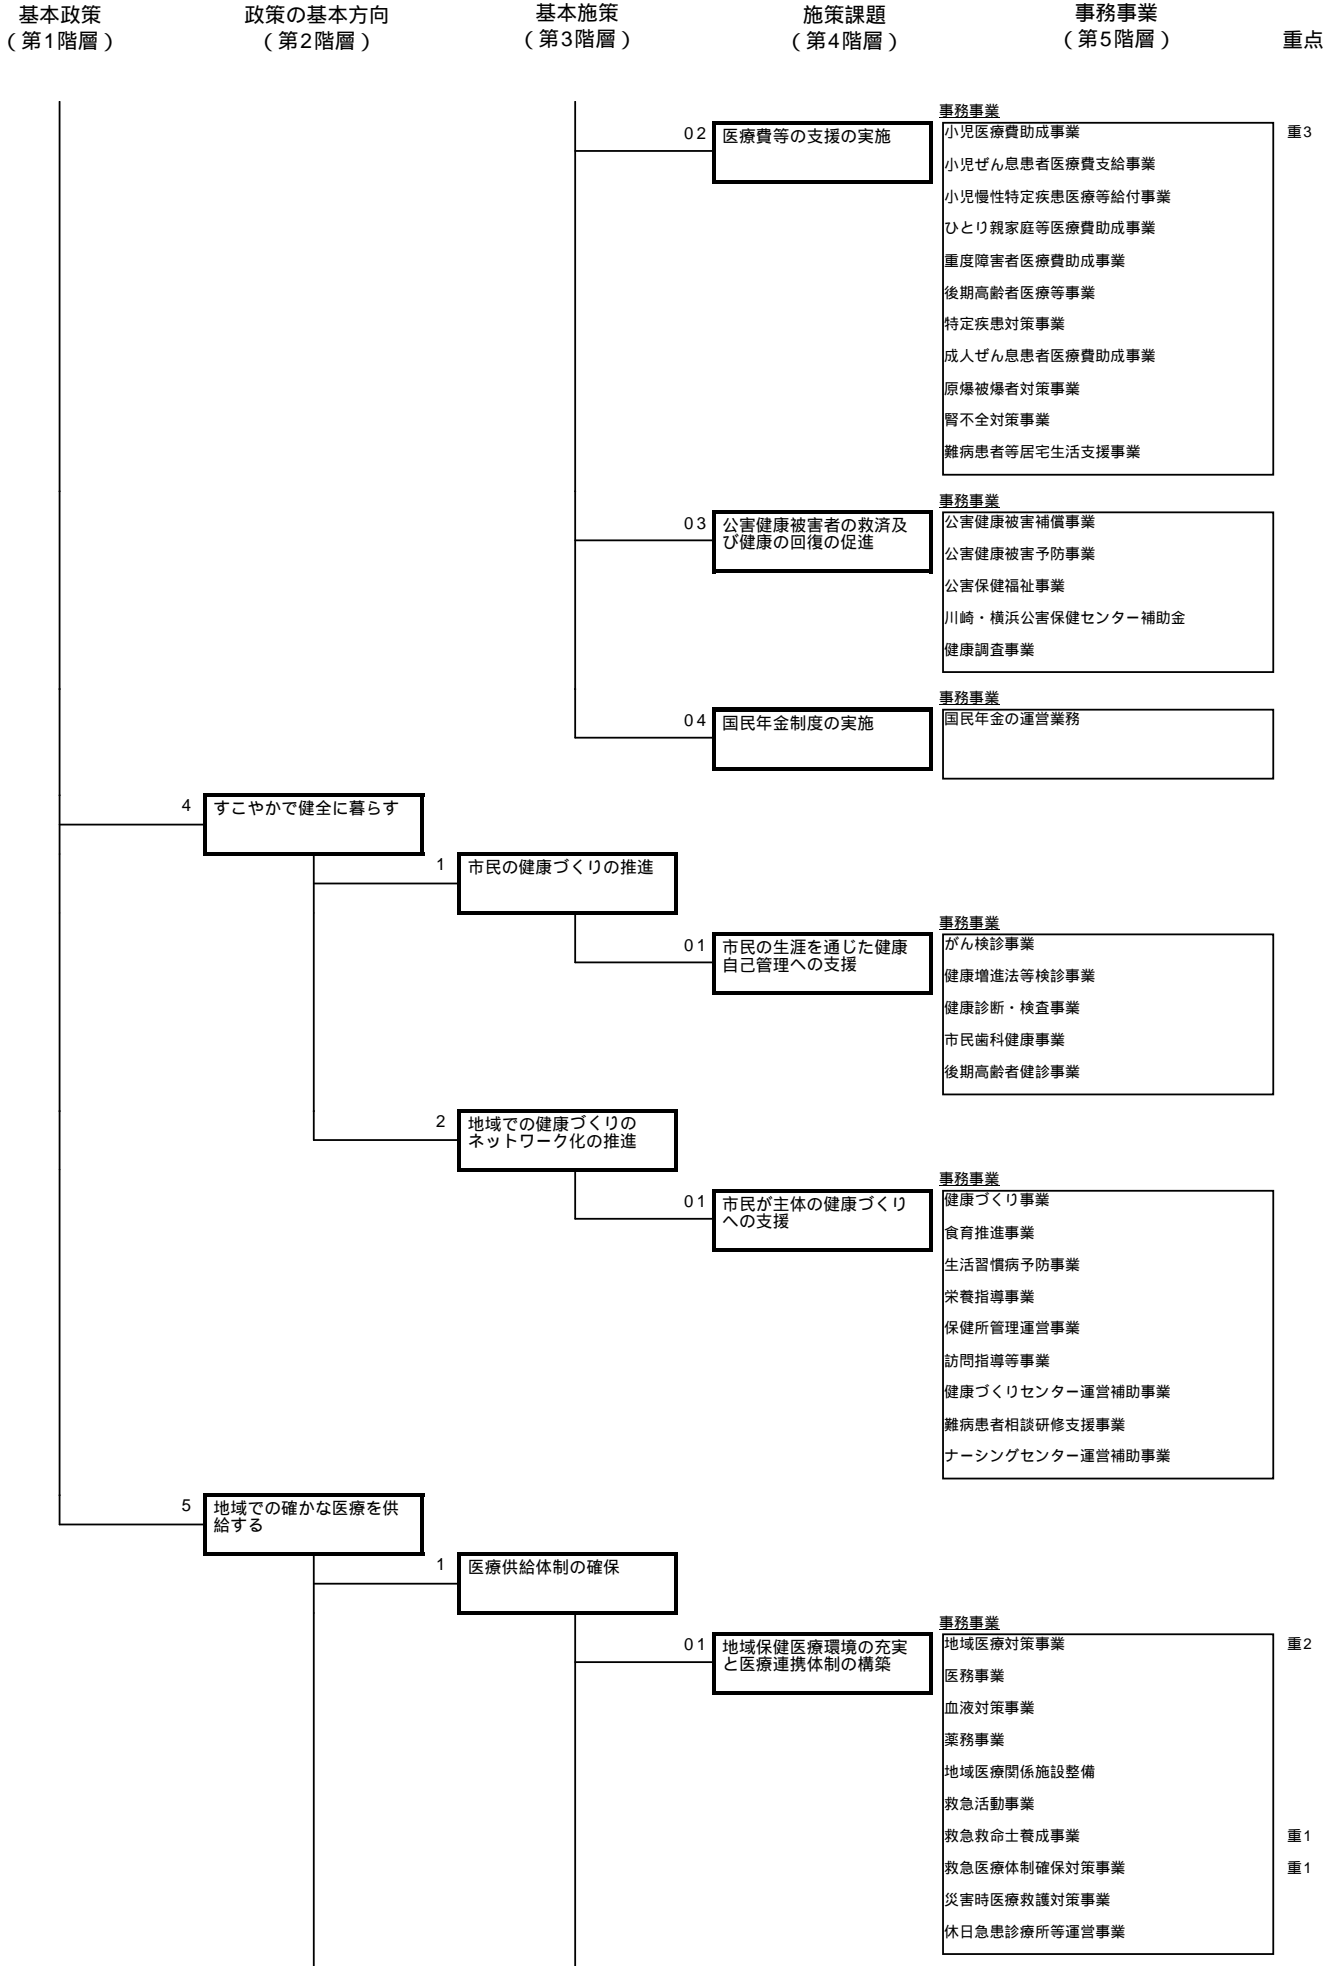 基本政策
（第1階層）
政策の基本方向
（第2階層）
基本施策
（第3階層）
施策課題
（第4階層）
事務事業
（第5階層）
重点
02
医療費等の支援の実施
事務事業
小児医療費助成事業
重3
小児ぜん息患者医療費支給事業
小児慢性特定疾患医療等給付事業
ひとり親家庭等医療費助成事業
重度障害者医療費助成事業
後期高齢者医療等事業
特定疾患対策事業
成人ぜん息患者医療費助成事業
原爆被爆者対策事業
腎不全対策事業
難病患者等居宅生活支援事業
03
公害健康被害者の救済及
び健康の回復の促進
事務事業
公害健康被害補償事業
公害健康被害予防事業
公害保健福祉事業
川崎・横浜公害保健センター補助金
健康調査事業
04
国民年金制度の実施
事務事業
国民年金の運営業務
4
すこやかで健全に暮らす
1
市民の健康づくりの推進
01
市民の生涯を通じた健康
自己管理への支援
事務事業
がん検診事業
健康増進法等検診事業
健康診断・検査事業
市民歯科健康事業
後期高齢者健診事業
2
地域での健康づくりの
ネットワーク化の推進
01
市民が主体の健康づくり
への支援
事務事業
健康づくり事業
食育推進事業
生活習慣病予防事業
栄養指導事業
保健所管理運営事業
訪問指導等事業
健康づくりセンター運営補助事業
難病患者相談研修支援事業
ナーシングセンター運営補助事業
5
地域での確かな医療を供
給する
1
医療供給体制の確保
01
地域保健医療環境の充実
と医療連携体制の構築
事務事業
地域医療対策事業
重2
医務事業
血液対策事業
薬務事業
地域医療関係施設整備
救急活動事業
救急救命士養成事業
重1
救急医療体制確保対策事業
重1
災害時医療救護対策事業
休日急患診療所等運営事業